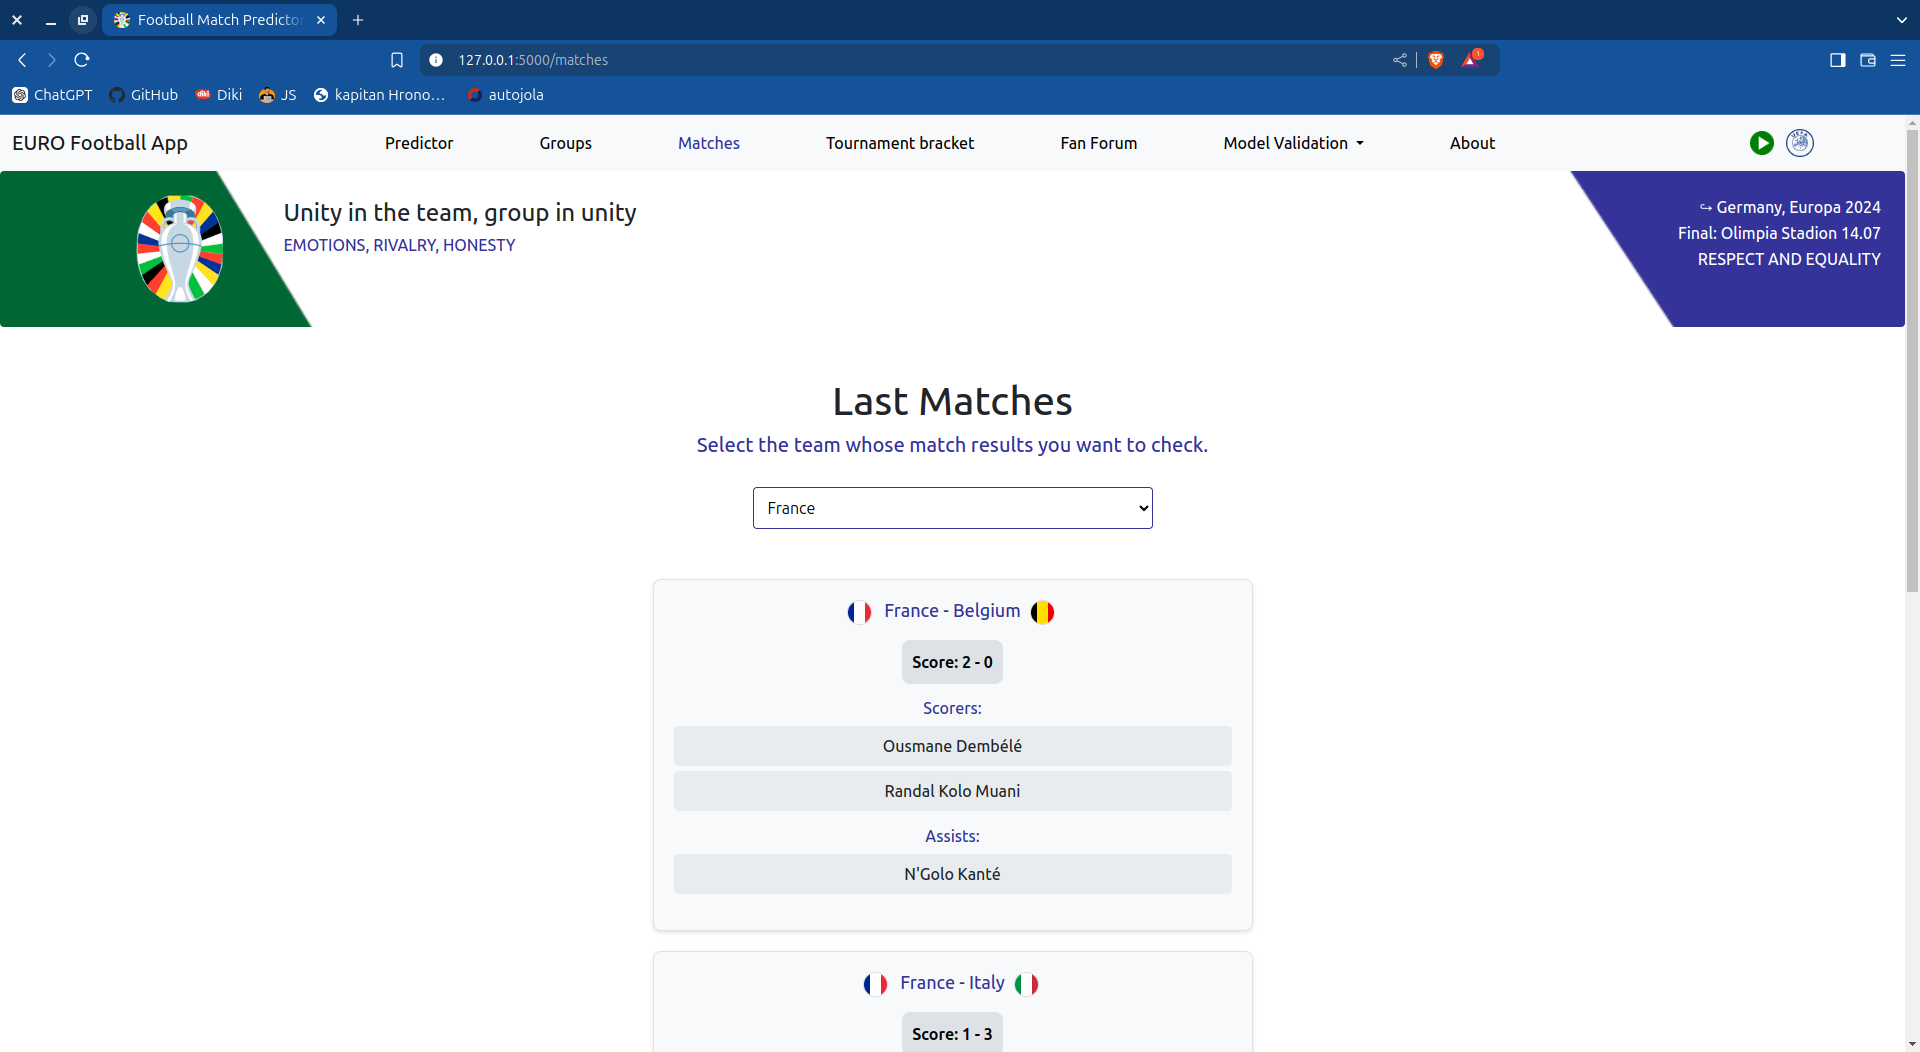 Football Match Predicto
127.0.0.1:5000/matches
1
ChatGPT GitHub Diki JS kapitan Hrono... autojola
EURO Football App Predictor Groups Matches Tournament bracket Fan Forum Model Validation About
Unity in the team, group in unity
EMOTIONS, RIVALRY, HONESTY
↪ Germany, Europa 2024
Final: Olimpia Stadion 14.07
RESPECT AND EQUALITY
Last Matches
Select the team whose match results you want to check.
France
France - Belgium
Score: 2 - 0
Scorers:
Ousmane Dembélé
Randal Kolo Muani
Assists:
N'Golo Kanté
France - Italy
Score: 1 - 3